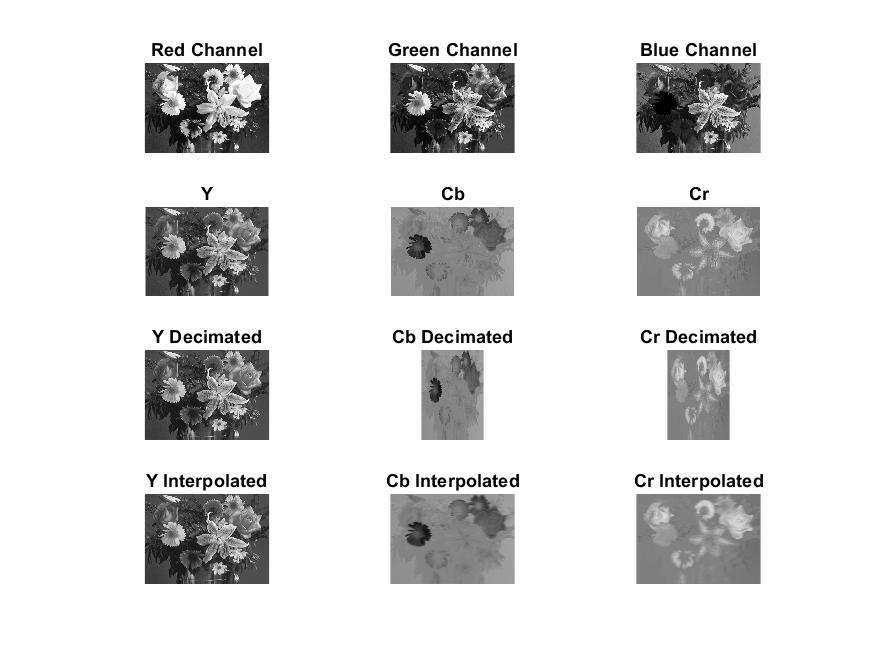 Red Channel
Green Channel
Blue Channel
Y
Cb
Cr
Y Decimated
Cb Decimated
Cr Decimated
Y Interpolated
Cb Interpolated
Cr Interpolated